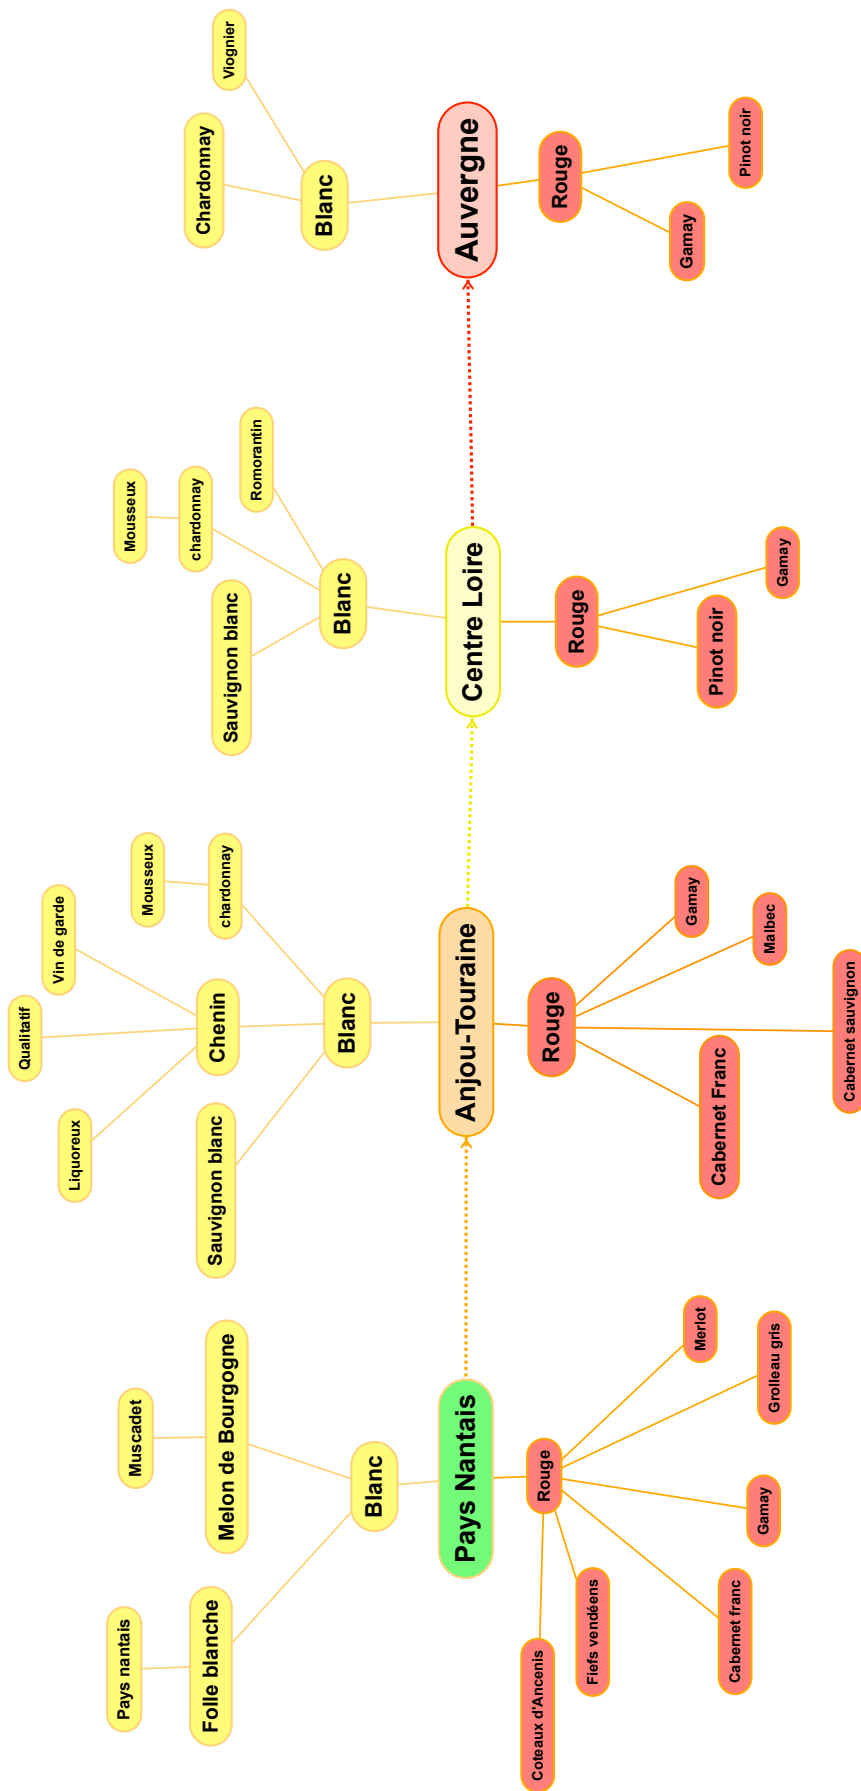 Pays nantais
Muscadet
Folle blanche
Melon de Bourgogne
Blanc
Pays Nantais
Rouge
Coteaux d'Ancenis
Fiefs vendéens
Cabernet franc
Gamay
Grolleau gris
Merlot
Liquoreux
Qualitatif
Vin de garde
Mousseux
Sauvignon blanc
Chenin
chardonnay
Blanc
Anjou-Touraine
Rouge
Cabernet Franc
Cabernet sauvignon
Malbec
Gamay
Mousseux
Sauvignon blanc
chardonnay
Romorantin
Blanc
Centre Loire
Rouge
Pinot noir
Gamay
Chardonnay
Viognier
Blanc
Auvergne
Rouge
Gamay
Pinot noir